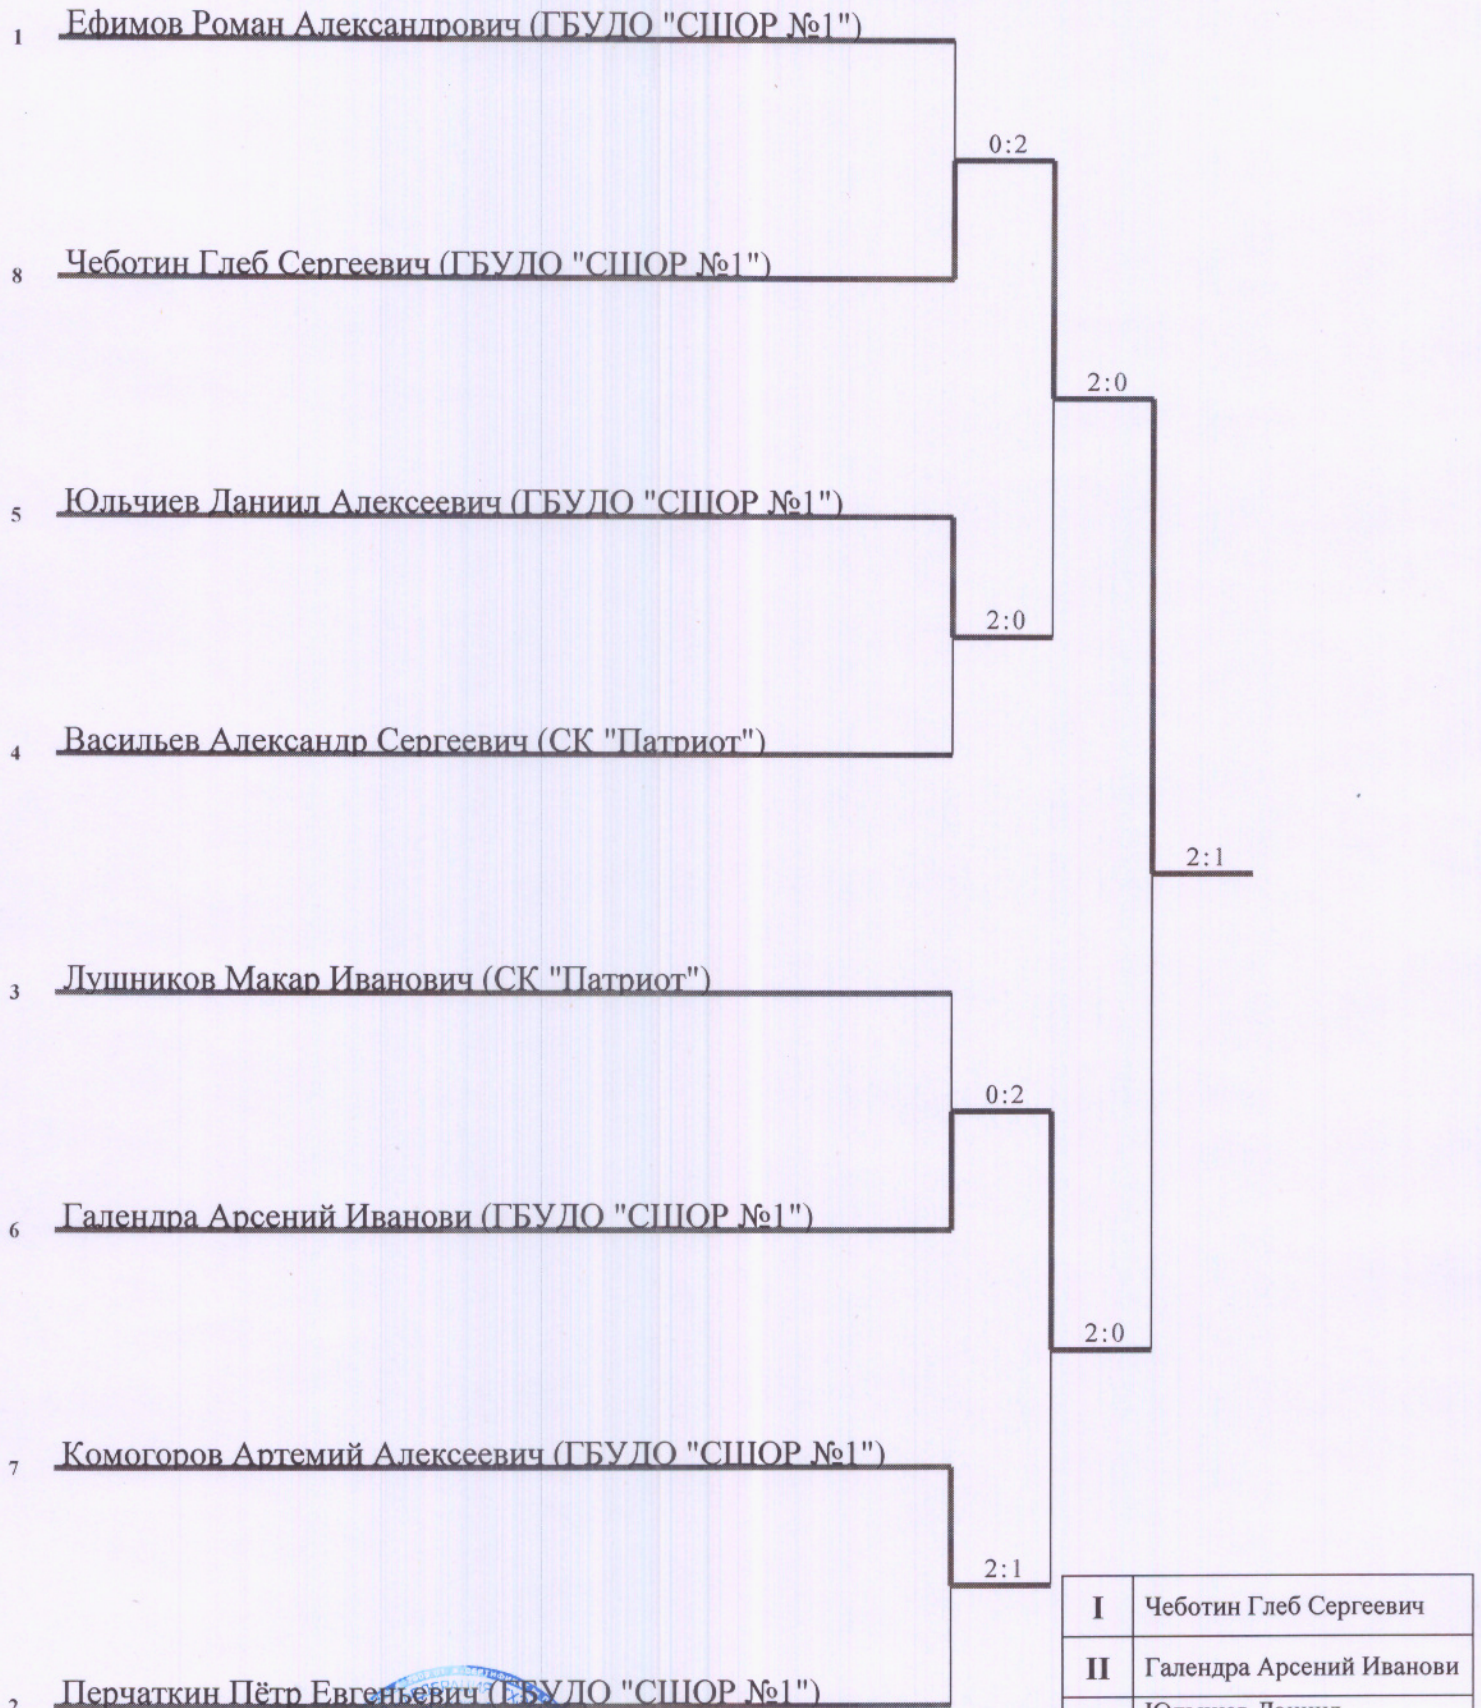 1 Ефимов Роман Александрович (ГБУДО "СШОР №1")
0:2
8 Чеботин Глеб Сергеевич (ГБУДО "СШОР №1")
2:0
5 Юльчиев Даниил Алексеевич (ГБУДО "СШОР №1")
2:0
4 Васильев Александр Сергеевич (СК "Патриот")
2:1
3 Лушников Макар Иванович (СК "Патриот")
0:2
6 Галендра Арсений Иванови (ГБУДО "СШОР №1")
2:0
7 Комогоров Артемий Алексеевич (ГБУДО "СШОР №1")
2:1
I Чеботин Глеб Сергеевич
II Галендра Арсений Иванови
2 Перчаткин Пётр Евгеньевич (ГБУДО "СШОР №1")